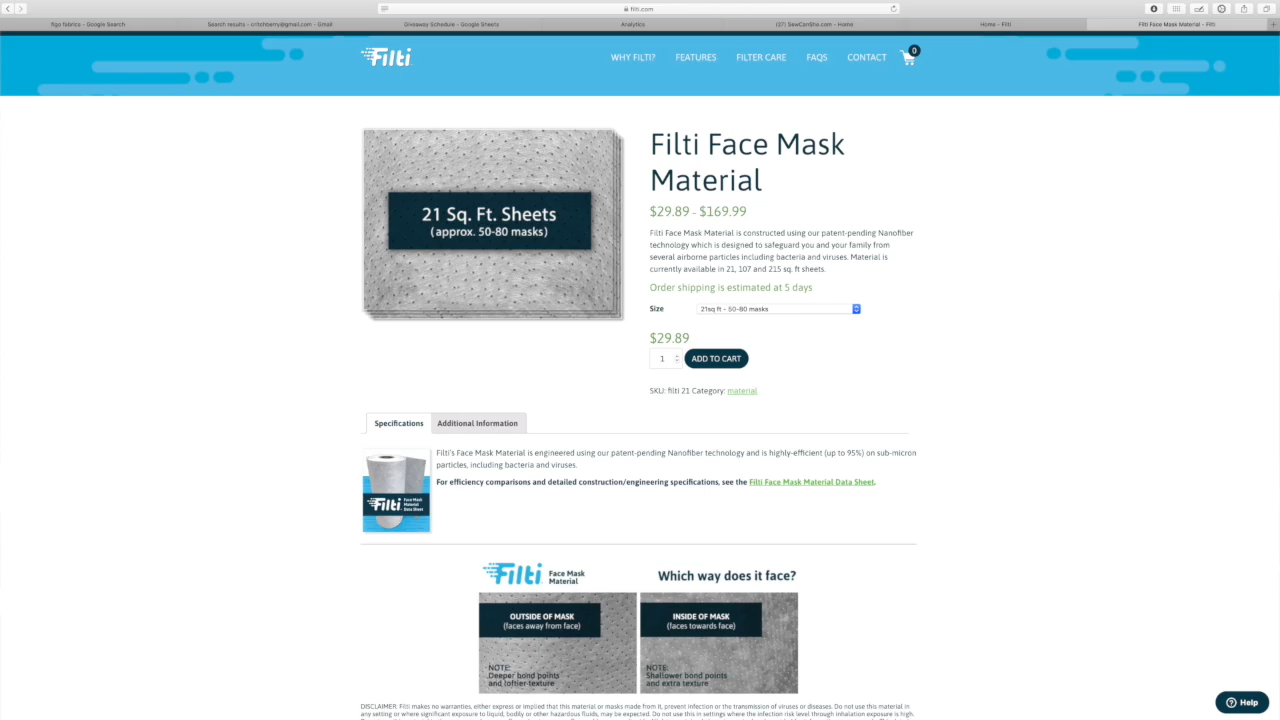 filti.com
figo fabrics - Google Search
Search results - critohberry@gmail.com - Gmail
Giveaway Schedule - Google Sheets
Analytics
(27) SewCanShe.com - Home
Home - Filti
Filti Face Mask Material - Filti
Filti
WHY FILTI?
FEATURES
FILTER CARE
FAQS
CONTACT
0
21 Sq. Ft. Sheets
(approx. 50-80 masks)
Filti Face Mask
Material
$29.89 - $169.99
Filti Face Mask Material is constructed using our patent-pending Nanofiber
technology which is designed to safeguard you and your family from
several airborne particles including bacteria and viruses. Material is
currently available in 21, 107 and 215 sq. ft sheets.
Order shipping is estimated at 5 days
Size
21sq ft - 50-80 masks
$29.89
1
ADD TO CART
SKU: filti 21 Category: material
Specifications
Additional Information
Filti's Face Mask Material is engineered using our patent-pending Nanofiber technology and is highly-efficient (up to 95%) on sub-micron
particles, including bacteria and viruses.
For efficiency comparisons and detailed construction/engineering specifications, see the Filti Face Mask Material Data Sheet.
Filti
Face Mask
Material
Data Sheet
Filti
Face Mask
Material
Which way does it face?
OUTSIDE OF MASK
(faces away from face)
NOTE:
Deeper bond points
and loftier-texture
INSIDE OF MASK
(faces towards face)
NOTE:
Shallower bond points
and extra texture
DISCLAIMER: Filti makes no warranties, either express or implied that this material or masks made from it, prevent infection or the transmission of viruses or diseases. Do not use this material in
any setting or where significant exposure to liquid, bodily or other hazardous fluids, may be expected. Do not use this in settings where the infection risk level through inhalation exposure is high.
Help